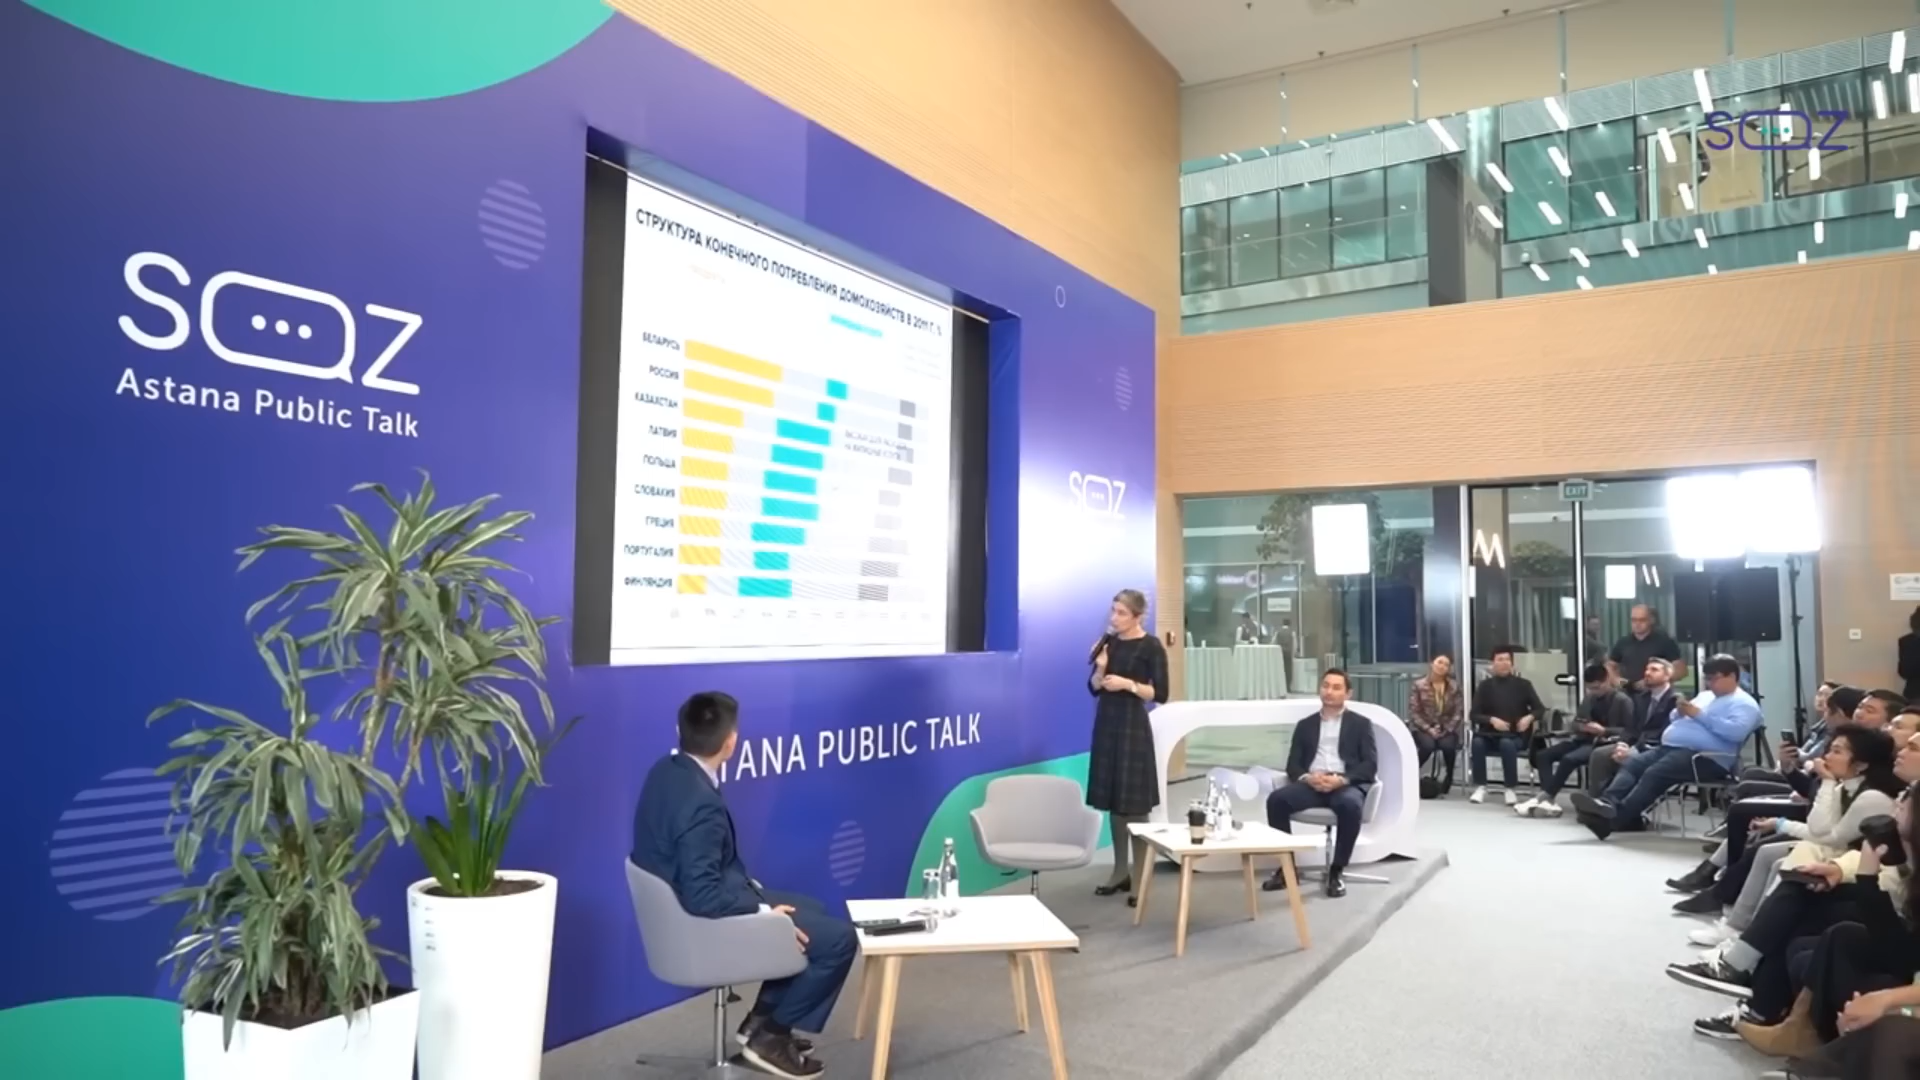 SOZ
Astana Public Talk
СТРУКТУРА КОНЕЧНОГО ПОТРЕБЛЕНИЯ ДОМОХОЗЯЙСТВ В 2011 Г. %
БЕЛАРУСЬ
РОССИЯ
КАЗАХСТАН
ЛАТВИЯ
ПОЛЬША
СЛОВАКИЯ
ГРЕЦИЯ
ПОРТУГАЛИЯ
ФИНЛЯНДИЯ
SOZ
ASTANA PUBLIC TALK
SOZ
EXIT